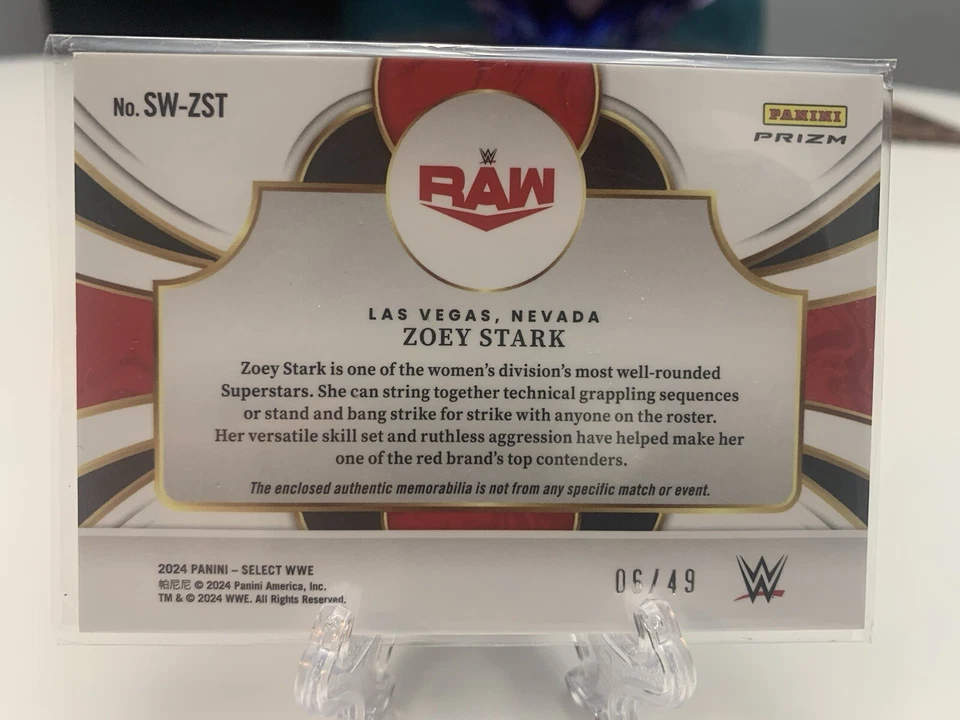 No. SW-ZST
PANINI
PRIZM
W
RAW
LAS VEGAS, NEVADA
ZOEY STARK
Zoey Stark is one of the women's division's most well-rounded
Superstars. She can string together technical grappling sequences
or stand and bang strike for strike with anyone on the roster.
Her versatile skill set and ruthless aggression have helped make her
one of the red brand's top contenders.
The enclosed authentic memorabilia is not from any specific match or event.
2024 PANINI – SELECT WWE
帕尼尼 © 2024 Panini America, Inc.
TM & © 2024 WWE. All Rights Reserved.
06/49
W